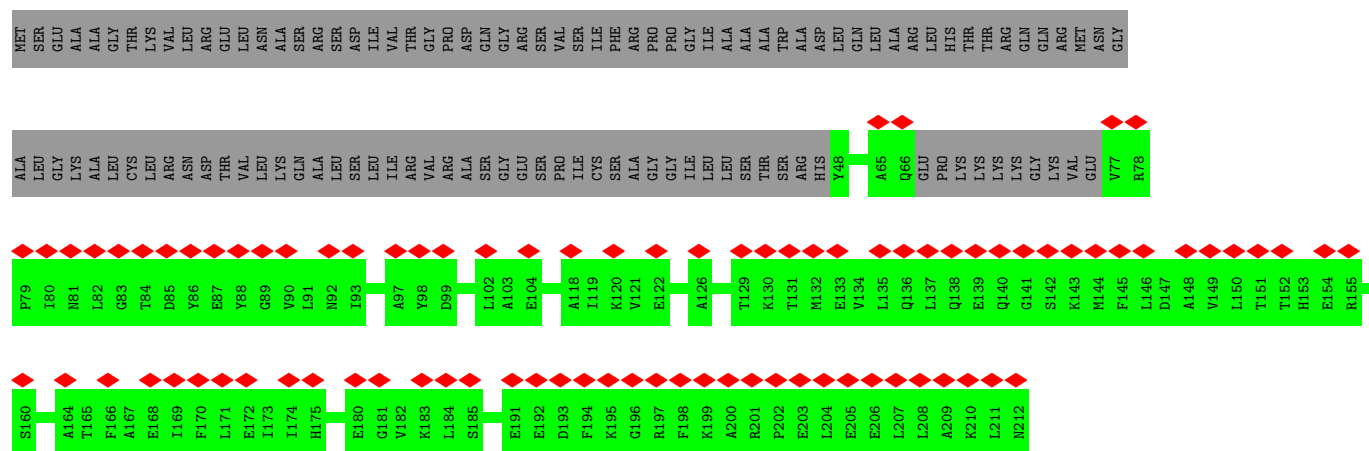 MET SER GLU ALA ALA GLY THR LYS VAL LEU ARG GLU LEU ASN ALA SER ARG SER ASP ILE VAL THR GLY PRO ASP GLN GLY ARG SER VAL SER ILE PHE ARG PRO PRO GLY ILE ALA ALA ALA TRP ALA ASP LEU GLN LEU ALA ARG LEU HIS THR THR ARG GLN GLN ARG MET ASN GLY
ALA LEU GLY LYS ALA LEU CYS LEU ARG ASN ASP THR VAL LEU LYS GLN ALA LEU SER LEU ILE ARG VAL ARG ALA SER GLY GLU SER PRO ILE CYS SER ALA GLY GLY ILE LEU LEU SER THR SER ARG HIS Y48 A65 Q66 GLU PRO LYS LYS LYS LYS GLY LYS VAL GLU V77 R78
P79 I80 N81 L82 G83 T84 D85 Y86 E87 Y88 G89 V90 L91 N92 I93 A97 Y98 D99 L102 A103 E104 A118 I119 K120 V121 E122 A126 T129 K130 T131 M132 E133 V134 L135 Q136 L137 Q138 E139 Q140 G141 S142 K143 M144 F145 L146 D147 A148 V149 L150 T151 T152 H153 E154 R155
S160 A164 T165 F166 A167 E168 I169 F170 L171 E172 I173 I174 H175 E180 G181 V182 K183 L184 S185 E191 E192 D193 F194 K195 G196 R197 F198 K199 A200 R201 P202 E203 L204 E205 E206 L207 L208 A209 K210 L211 N212